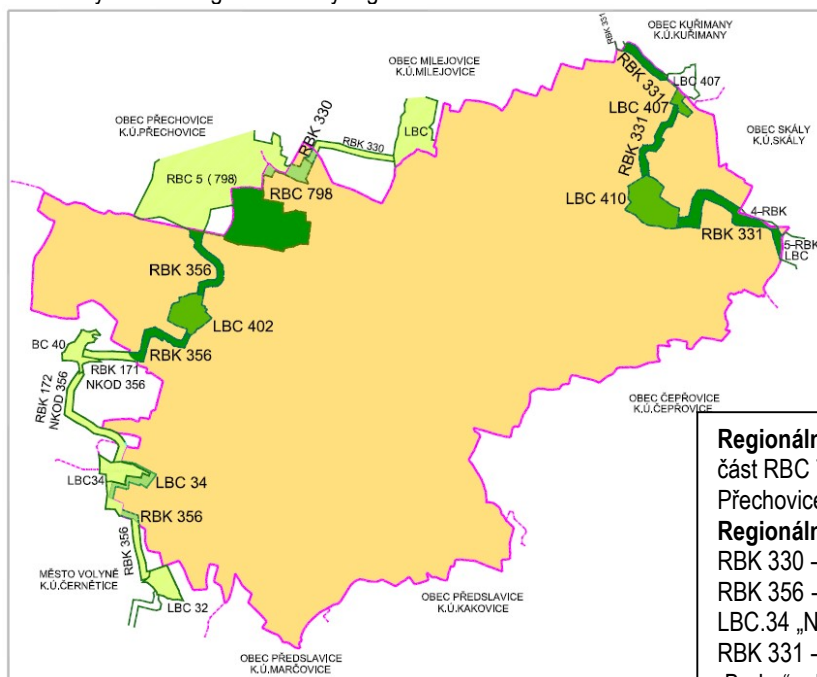 OBEC KUŘIMANY
K.Ú.KUŘIMANY
RBK 331
OBEC MILEJOVICE
K.Ú.MILEJOVICE
RBK 331
LBC 407
LBC 407
OBEC PŘECHOVICE
K.Ú.PŘECHOVICE
RBK 330
RBK 330
LBC
RBK 331
OBEC SKÁLY
K.Ú.SKÁLY
RBC 5 (798)
RBC 798
LBC 410
4-RBK
RBK 331
5-RBK
LBC
RBK 356
LBC 402
BC 40
RBK 356
RBK 171
NKOD 356
RBK 172
NKOD 356
OBEC ČEPŘOVICE
K.Ú.ČEPŘOVICE
LBC34
LBC 34
RBK 356
RBK 356
MĚSTO VOLYNĚ
K.Ú.ČERNĚTICE
LBC 32
OBEC PŘEDSLAVICE
K.Ú.KAKOVICE
OBEC PŘEDSLAVICE
K.Ú.MARČOVICE
Regionáln
část RBC
Přechovice
Regionáln
RBK 330 -
RBK 356 -
LBC.34 „N
RBK 331 -